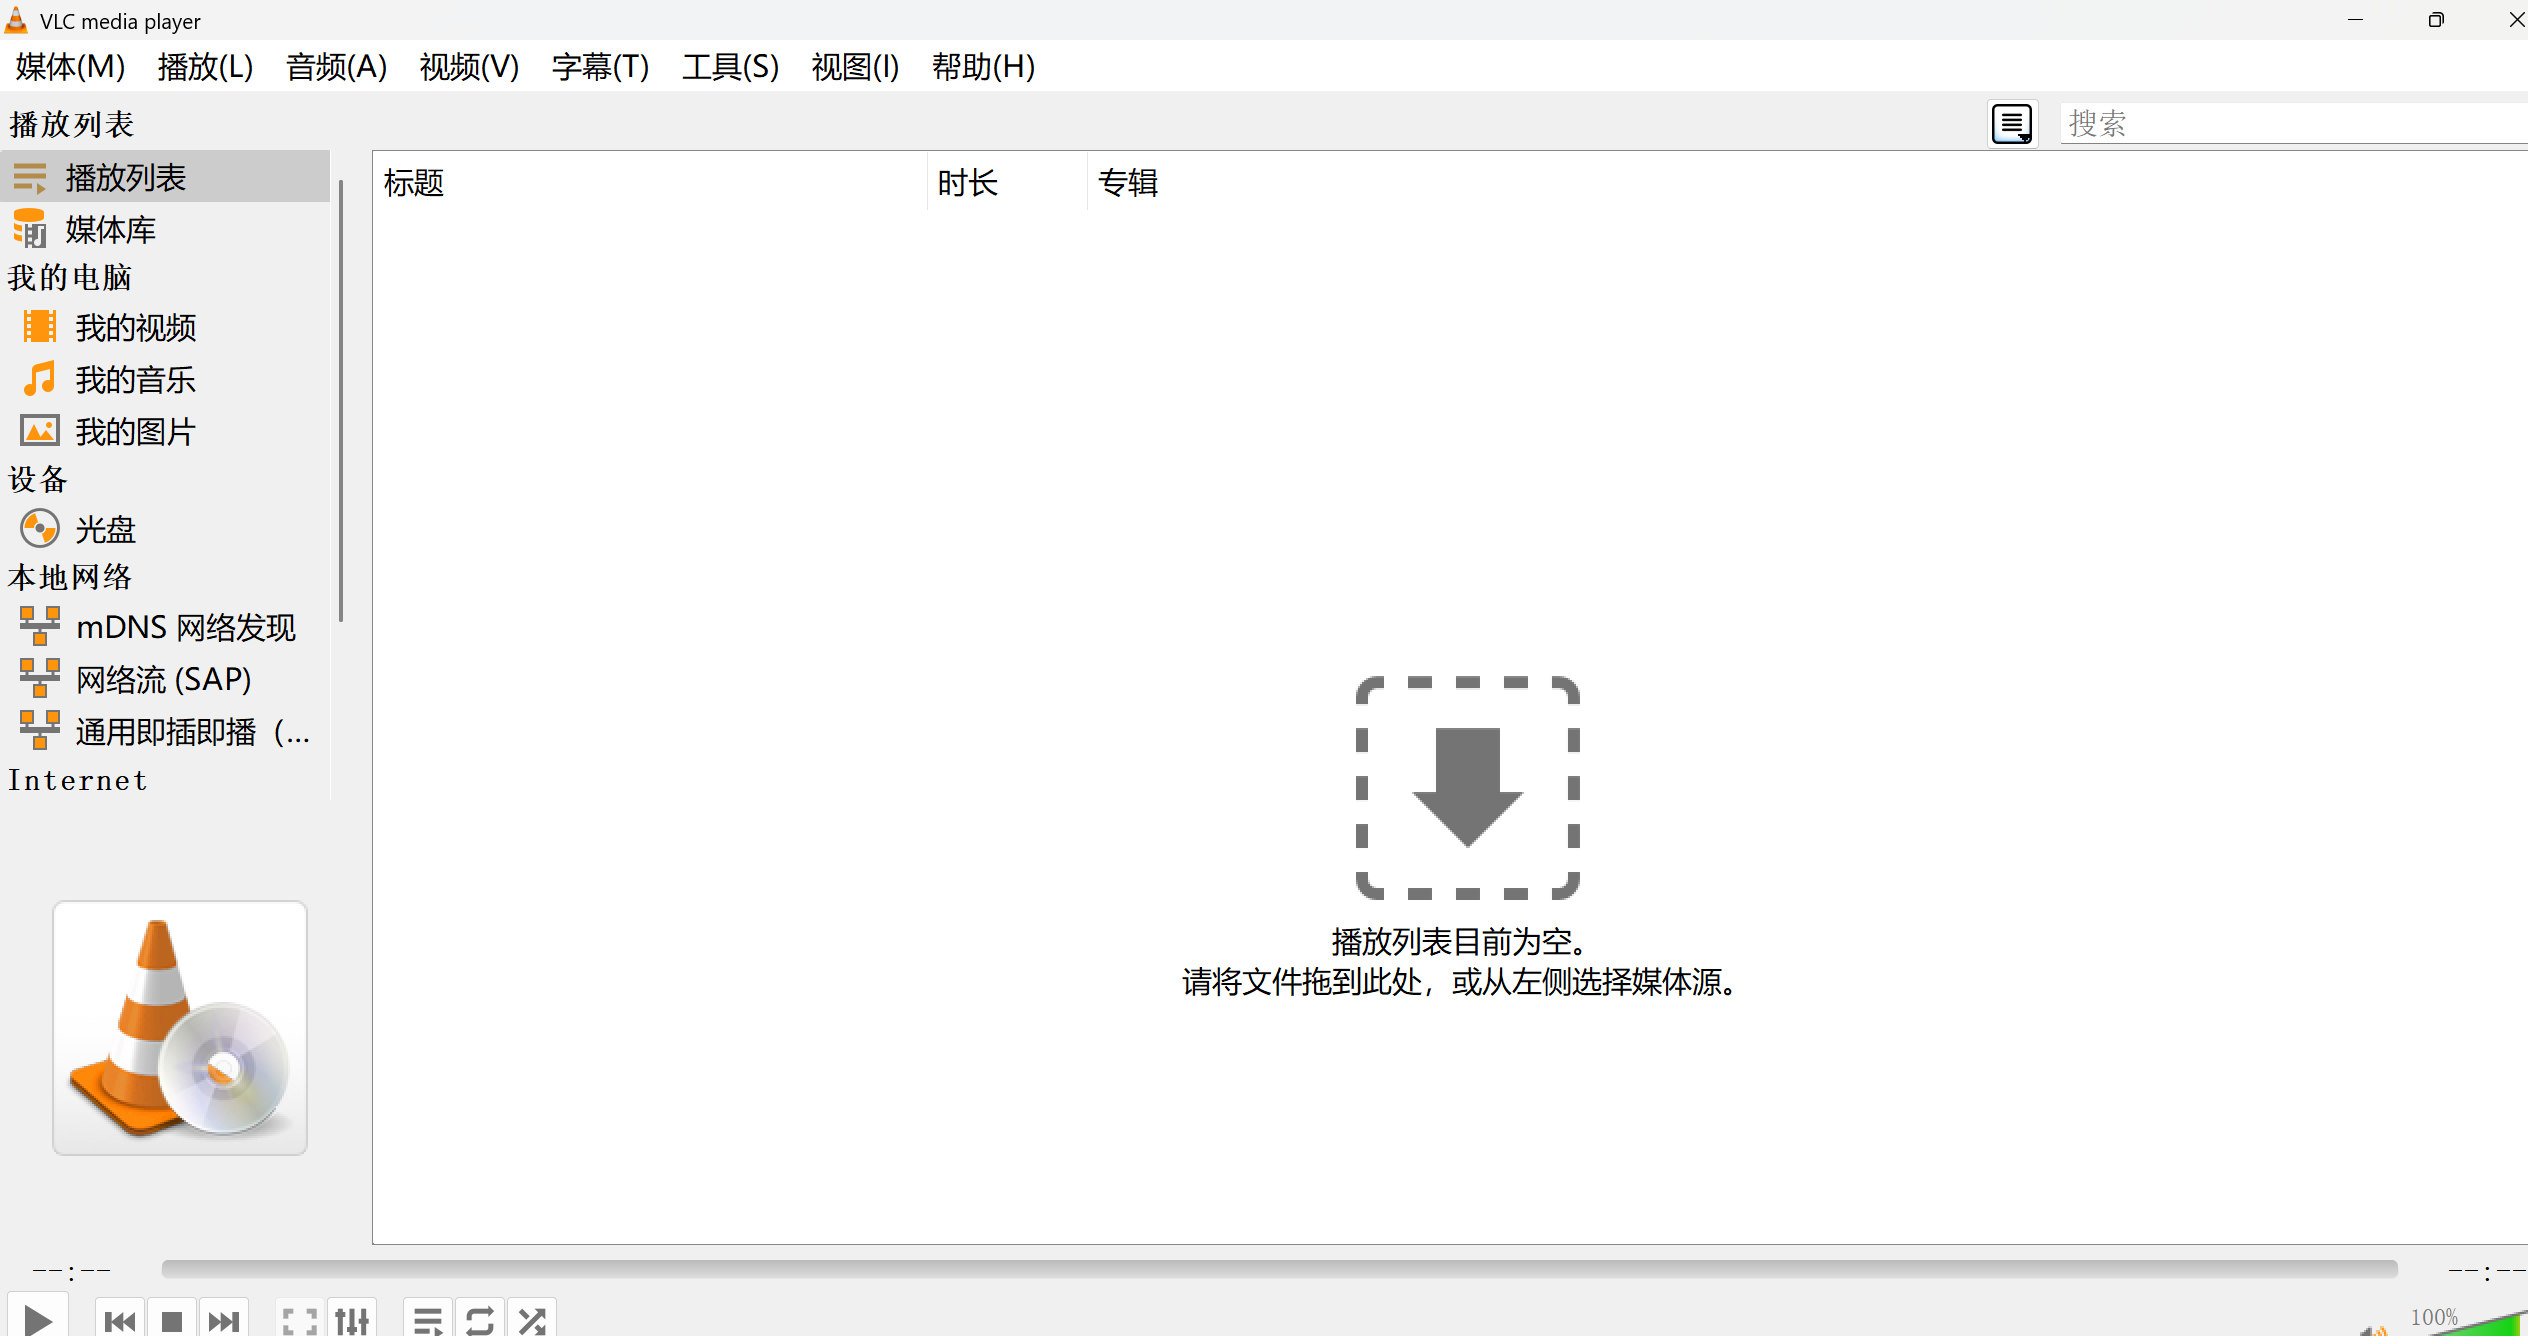 VLC media player
媒体(M) 播放(L) 音频(A) 视频(V) 字幕(T) 工具(S) 视图(I) 帮助(H)
播放列表
搜索
播放列表
媒体库
我的电脑
我的视频
我的音乐
我的图片
设备
光盘
本地网络
mDNS 网络发现
网络流 (SAP)
通用即插即播（...
Internet
标题 时长 专辑
播放列表目前为空。
请将文件拖到此处，或从左侧选择媒体源。
--:-- --:--
100%